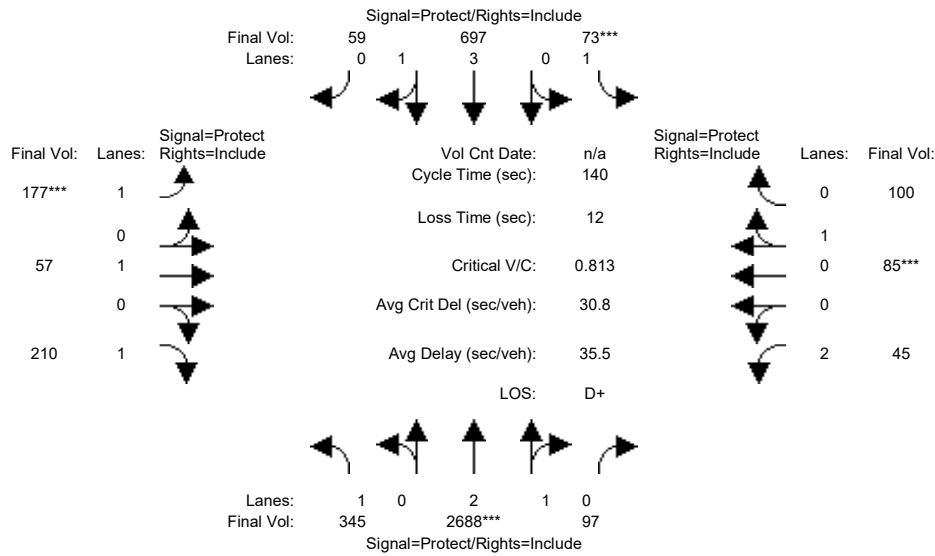 Signal=Protect/Rights=Include
Final Vol: 59 697 73***
Lanes: 0 1 3 0 1
Signal=Protect
Final Vol: Lanes: Rights=Include
Vol Cnt Date: n/a
Signal=Protect
Rights=Include Lanes: Final Vol:
Cycle Time (sec): 140
177*** 1
0 100
Loss Time (sec): 12
0
1
57 1
Critical V/C: 0.813
0 85***
0
Avg Crit Del (sec/veh): 30.8
0
210 1
Avg Delay (sec/veh): 35.5
2 45
LOS: D+
Lanes: 1 0 2 1 0
Final Vol: 345 2688*** 97
Signal=Protect/Rights=Include